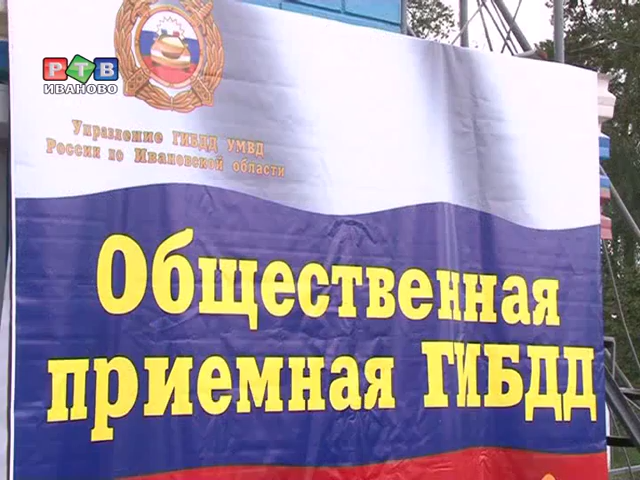 РТВ
ИВАНОВО
Управление ГИБДД УМВД
России по Ивановской области
Общественная
приемная ГИБДД